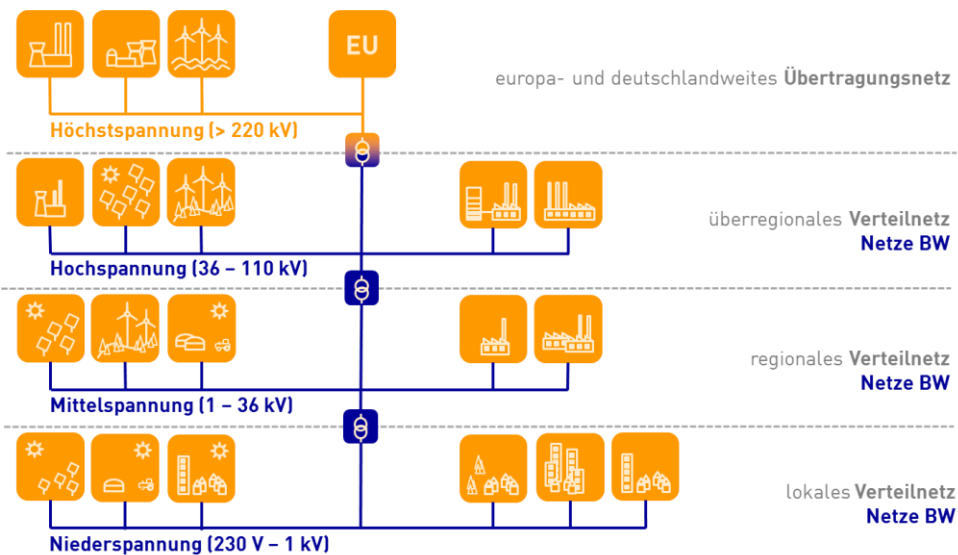 EU
europa- und deutschlandweites Übertragungsnetz
Höchstspannung (> 220 kV)
überregionales Verteilnetz
Netze BW
Hochspannung (36 – 110 kV)
regionales Verteilnetz
Netze BW
Mittelspannung (1 – 36 kV)
lokales Verteilnetz
Netze BW
Niederspannung (230 V – 1 kV)